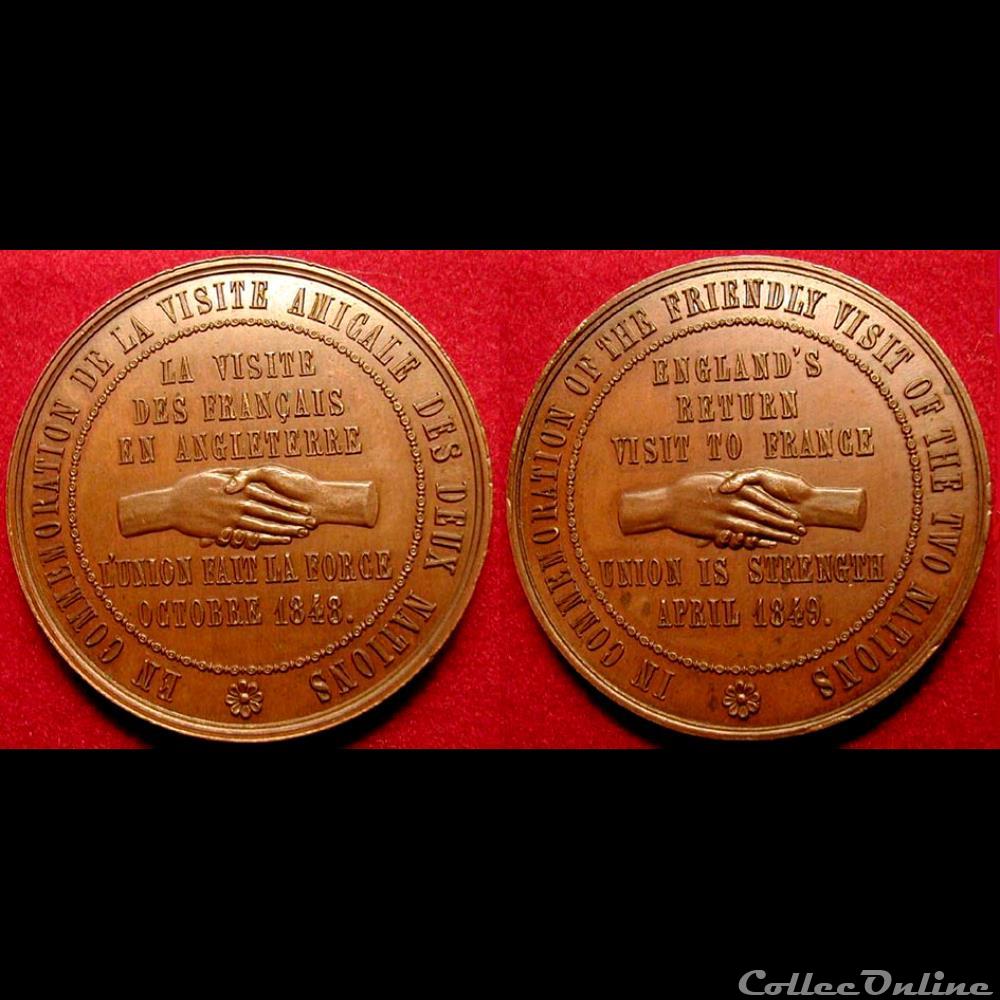 EN COMMEMORATION DE LA VISITE AMICALE DES DEUX NATIONS
LA VISITE
DES FRANÇAIS
EN ANGLETERRE
L'UNION FAIT LA FORCE
OCTOBRE 1848.
IN COMMEMORATION OF THE FRIENDLY VISIT OF THE TWO NATIONS
ENGLAND'S
RETURN
VISIT TO FRANCE
UNION IS STRENGTH
APRIL 1849.
CollecOnline